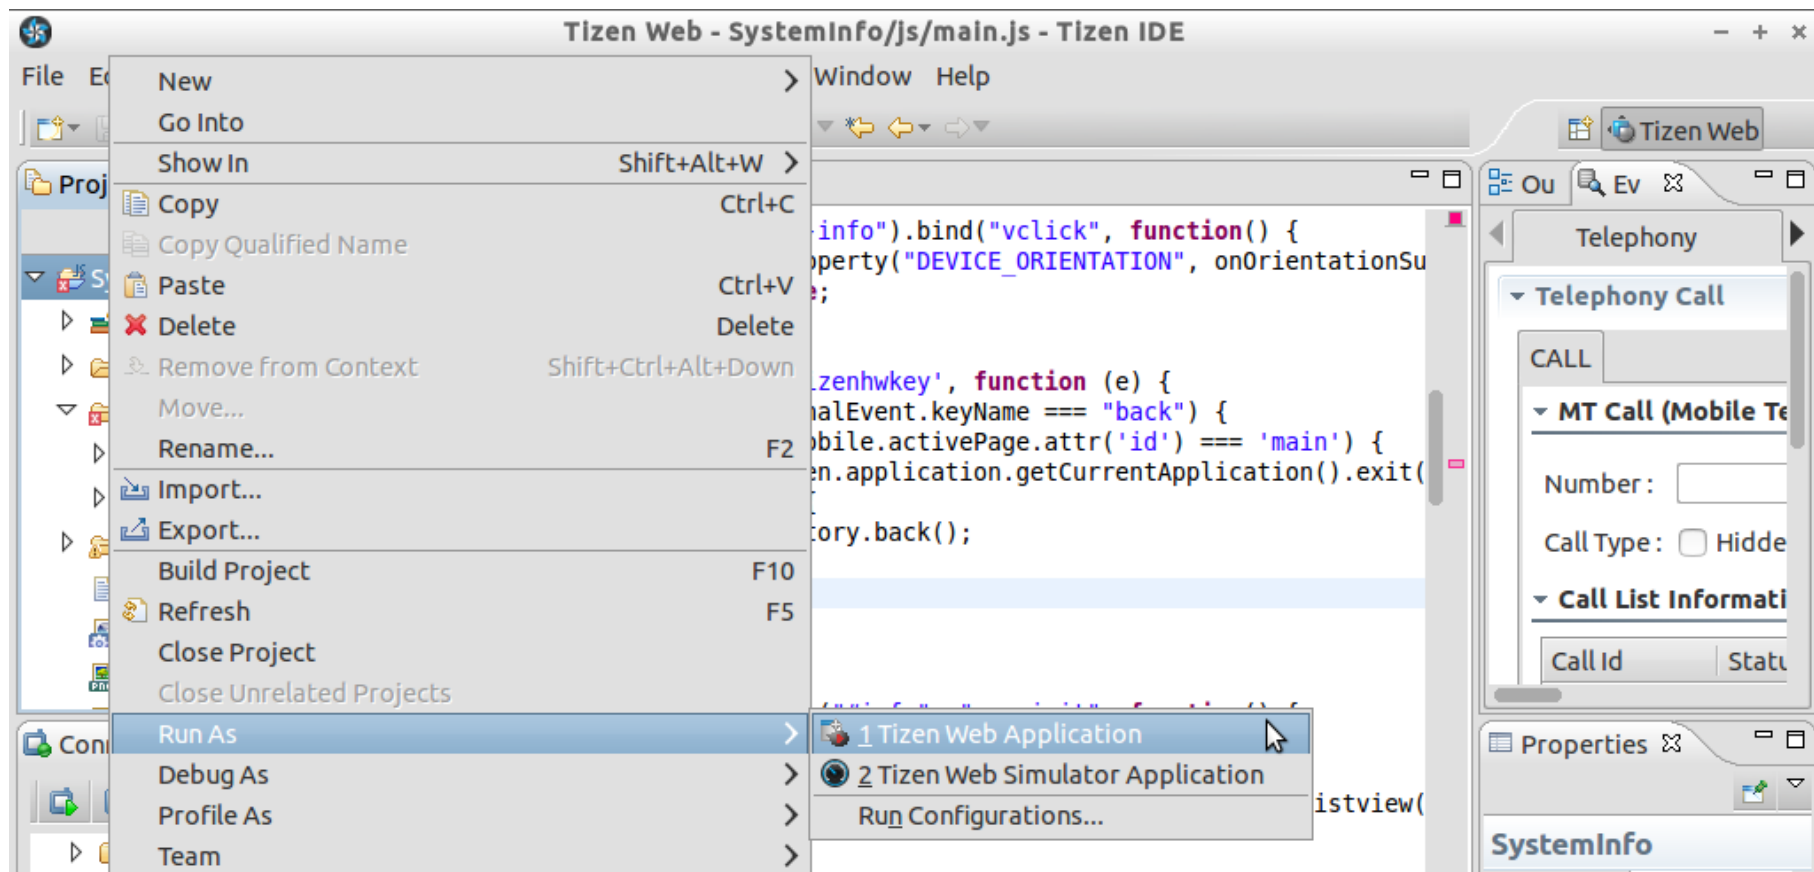 Tizen Web - SystemInfo/js/main.js - Tizen IDE
File Window Help
Tizen Web
New
Go Into
Show In Shift+Alt+W
Copy Ctrl+C
Copy Qualified Name
Paste Ctrl+V
Delete Delete
Remove from Context Shift+Ctrl+Alt+Down
Move...
Rename... F2
Import...
Export...
Build Project F10
Refresh F5
Close Project
Close Unrelated Projects
Run As
Debug As
Profile As
Team
1 Tizen Web Application
2 Tizen Web Simulator Application
Run Configurations...
Proj
Conn
info").bind("vclick", function() {
perty("DEVICE_ORIENTATION", onOrientationSu
;
izenhwkey', function (e) {
nalEvent.keyName === "back") {
bile.activePage.attr('id') === 'main') {
en.application.getCurrentApplication().exit(
{
tory.back();
istview(
Ou Ev
Telephony
Telephony Call
CALL
MT Call (Mobile Te
Number :
Call Type : Hidde
Call List Informati
Call Id Statu
Properties
SystemInfo